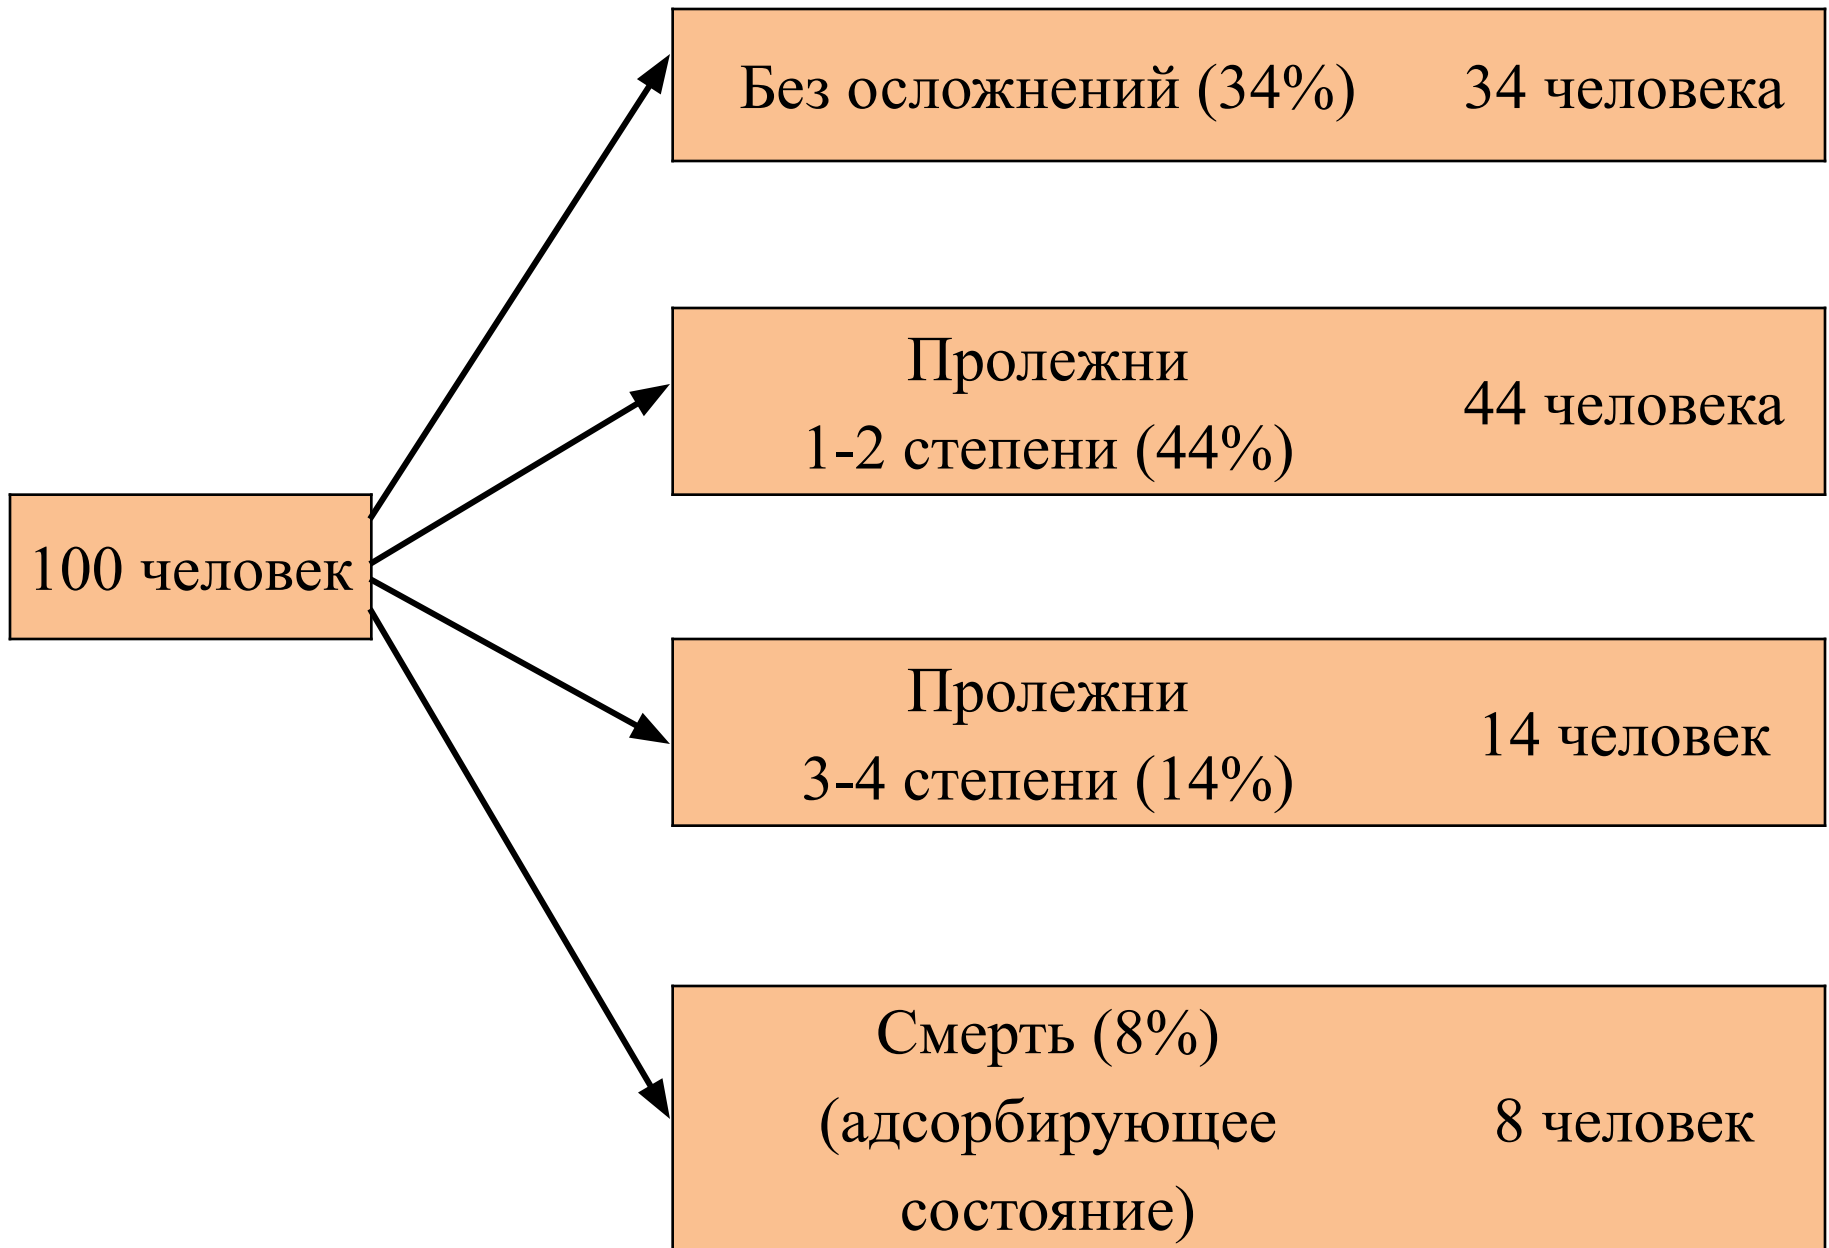 Без осложнений (34%) 34 человека
Пролежни
1-2 степени (44%)
44 человека
100 человек
Пролежни
3-4 степени (14%)
14 человек
Смерть (8%)
(адсорбирующее
состояние)
8 человек